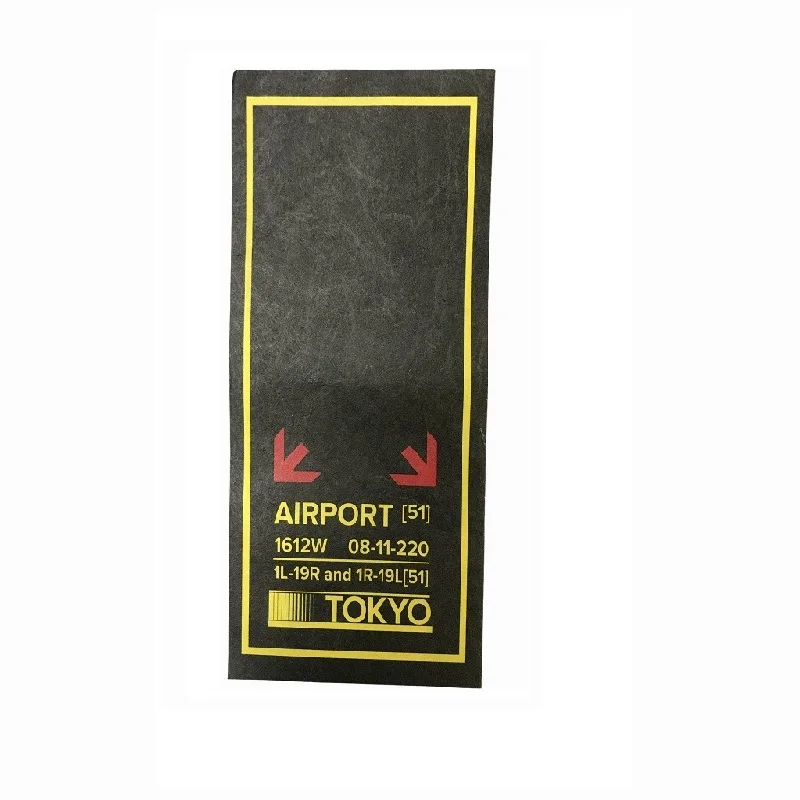 AIRPORT [51]
1612W 08-11-220
1L-19R and 1R-19L[51]
TOKYO